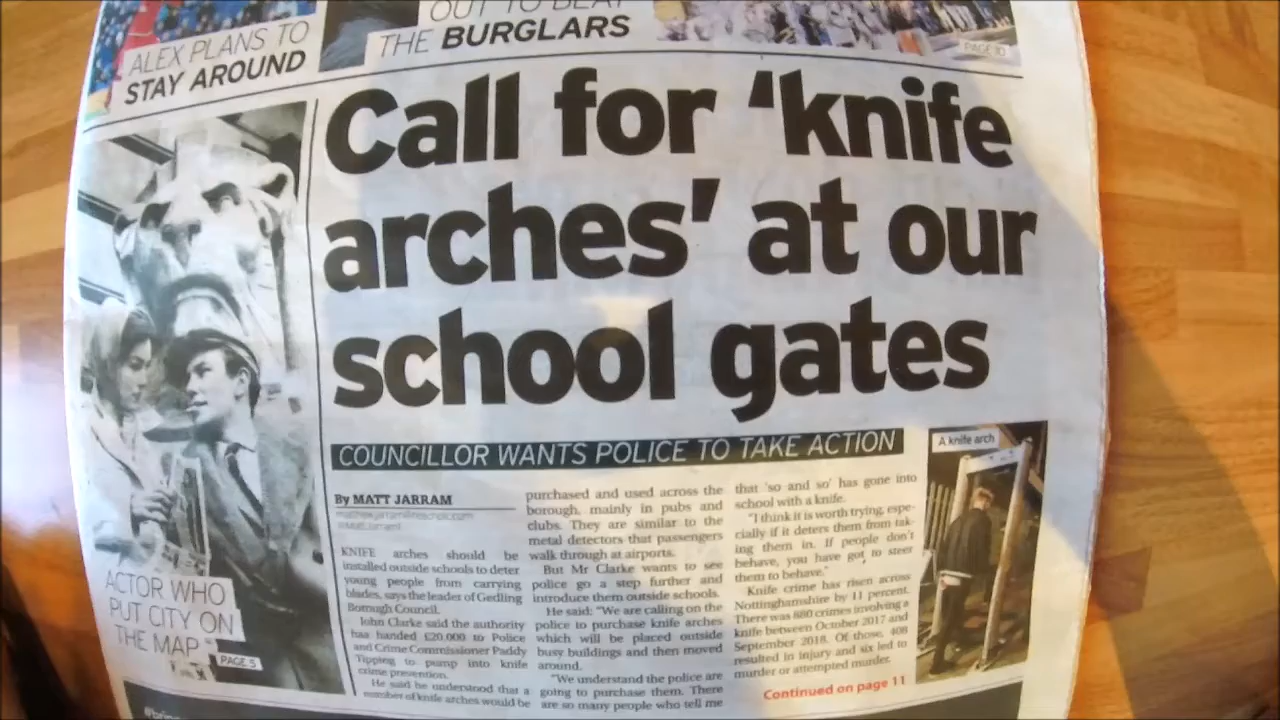 ALEX PLANS TO
STAY AROUND
OUT TO BEAT
THE BURGLARS
PAGE 10
Call for ‘knife
arches’ at our
school gates
COUNCILLOR WANTS POLICE TO TAKE ACTION
ACTOR WHO
PUT CITY ON
THE MAP
PAGE 5
By MATT JARRAM
KNIFE arches should be
installed outside schools to deter
young people from carrying
blades, says the leader of Gedling
Borough Council.
John Clarke said the authority
has handed £20,000 to Police
and Crime Commissioner Paddy
Tipping to pump into knife
crime prevention.
He said he understood that a
number of knife arches would be
purchased and used across the
borough, mainly in pubs and
clubs. They are similar to the
metal detectors that passengers
walk through at airports.
But Mr Clarke wants to see
police go a step further and
introduce them outside schools.
He said: “We are calling on the
police to purchase knife arches
which will be placed outside
busy buildings and then moved
around.
“We understand the police are
going to purchase them. There
are so many people who tell me
that ‘so and so’ has gone into
school with a knife.
“I think it is worth trying, espe-
cially if it deters them from tak-
ing them in. If people don’t
behave, you have got to steer
them to behave.”
Knife crime has risen across
Nottinghamshire by 11 percent.
There was 880 crimes involving a
knife between October 2017 and
September 2018. Of those, 408
resulted in injury and six led to
murder or attempted murder.
Continued on page 11
A knife arch